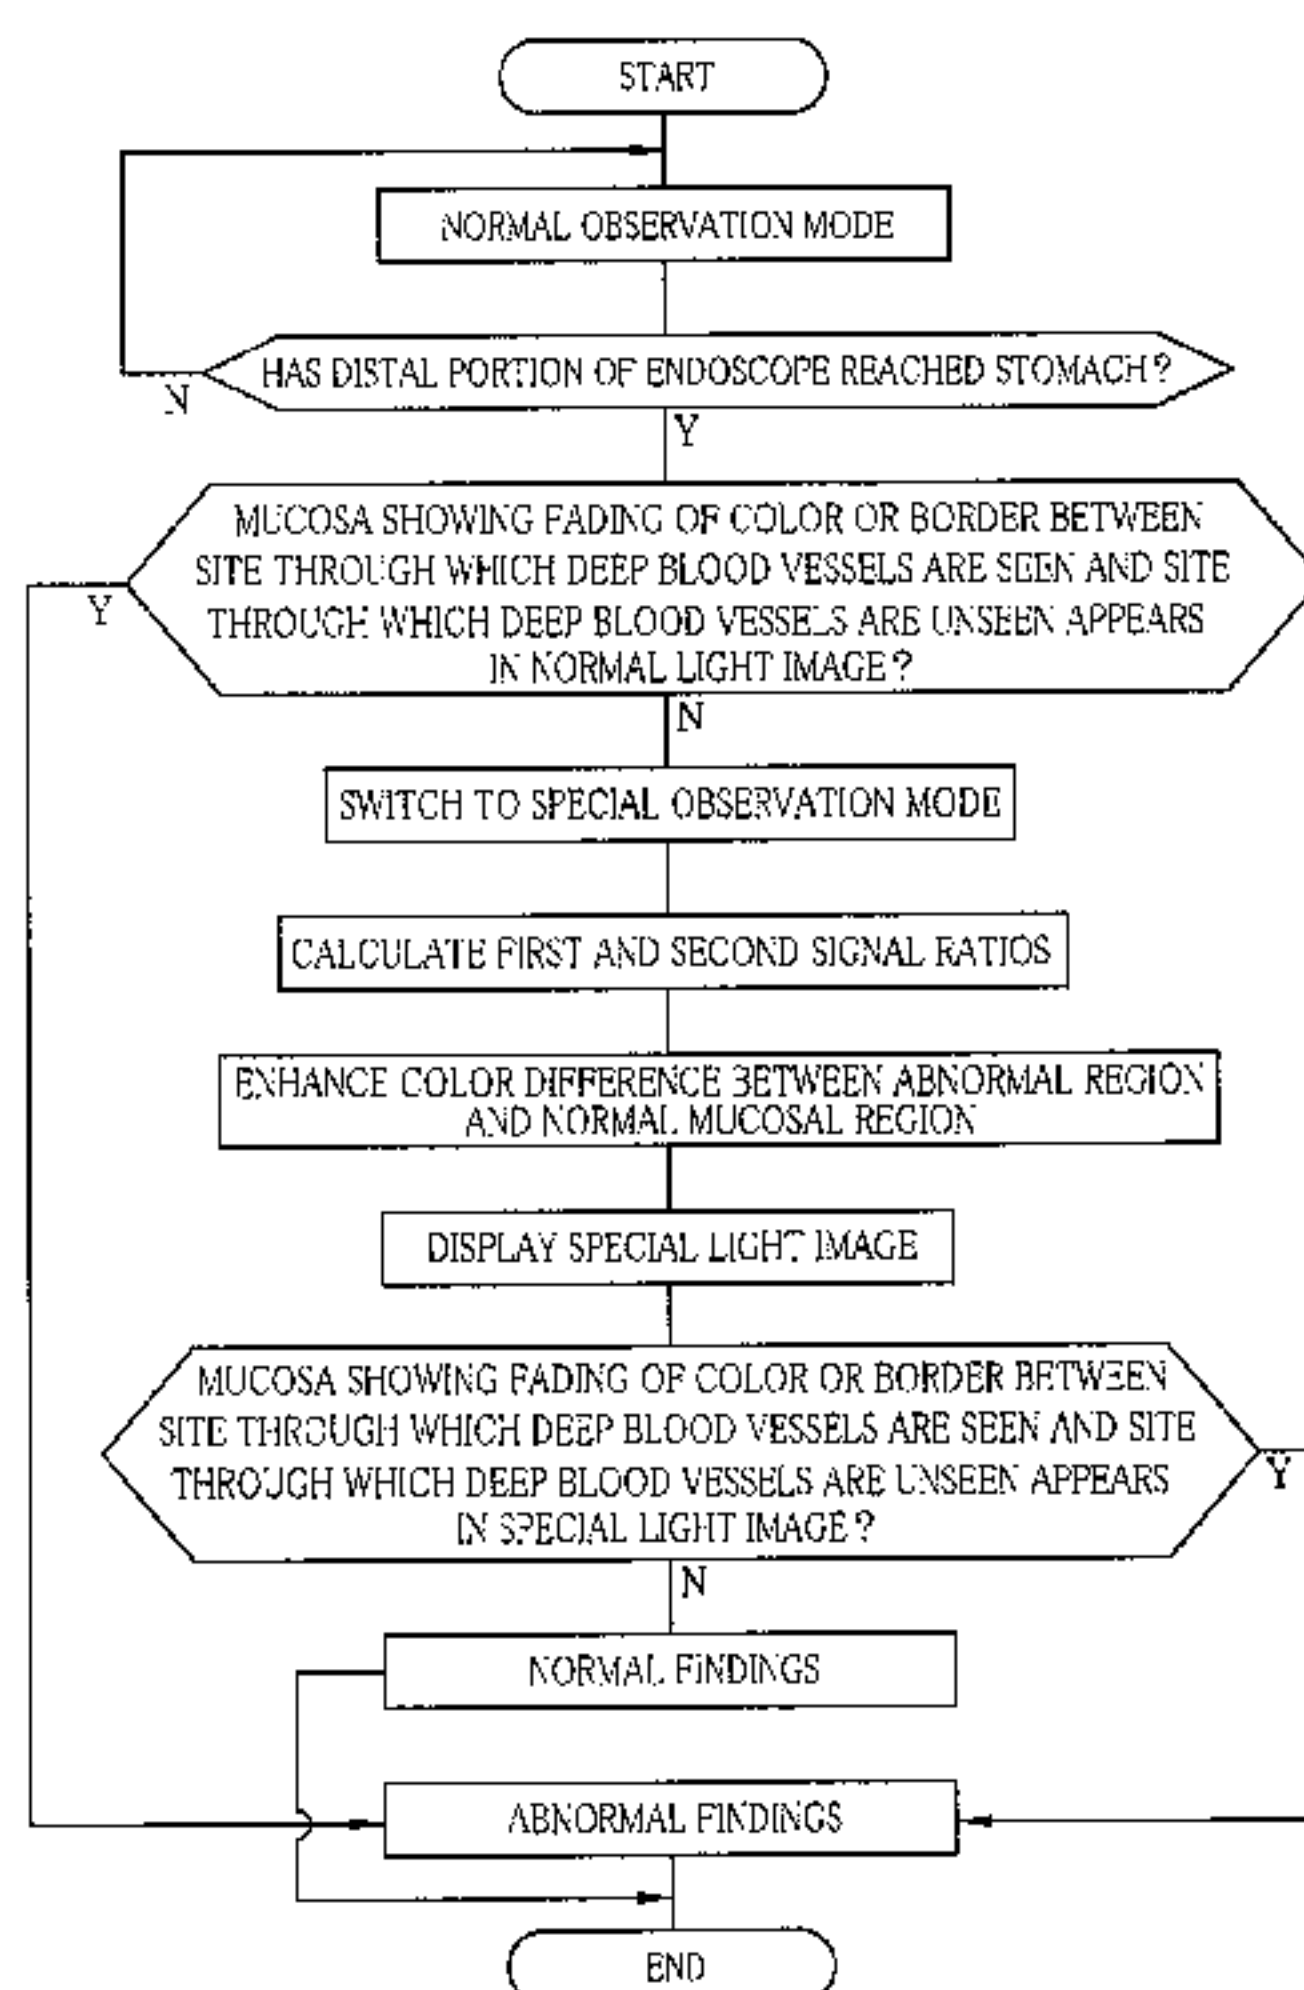 START
NORMAL OBSERVATION MODE
HAS DISTAL PORTION OF ENDOSCOPE REACHED STOMACH?
N
Y
MUCOSA SHOWING FADING OF COLOR OR BORDER BETWEEN
SITE THROUGH WHICH DEEP BLOOD VESSELS ARE SEEN AND SITE
THROUGH WHICH DEEP BLOOD VESSELS ARE UNSEEN APPEARS
IN NORMAL LIGHT IMAGE?
Y
N
SWITCH TO SPECIAL OBSERVATION MODE
CALCULATE FIRST AND SECOND SIGNAL RATIOS
ENHANCE COLOR DIFFERENCE BETWEEN ABNORMAL REGION
AND NORMAL MUCOSAL REGION
DISPLAY SPECIAL LIGHT IMAGE
MUCOSA SHOWING FADING OF COLOR OR BORDER BETWEEN
SITE THROUGH WHICH DEEP BLOOD VESSELS ARE SEEN AND SITE
THROUGH WHICH DEEP BLOOD VESSELS ARE UNSEEN APPEARS
IN SPECIAL LIGHT IMAGE?
Y
N
NORMAL FINDINGS
ABNORMAL FINDINGS
END